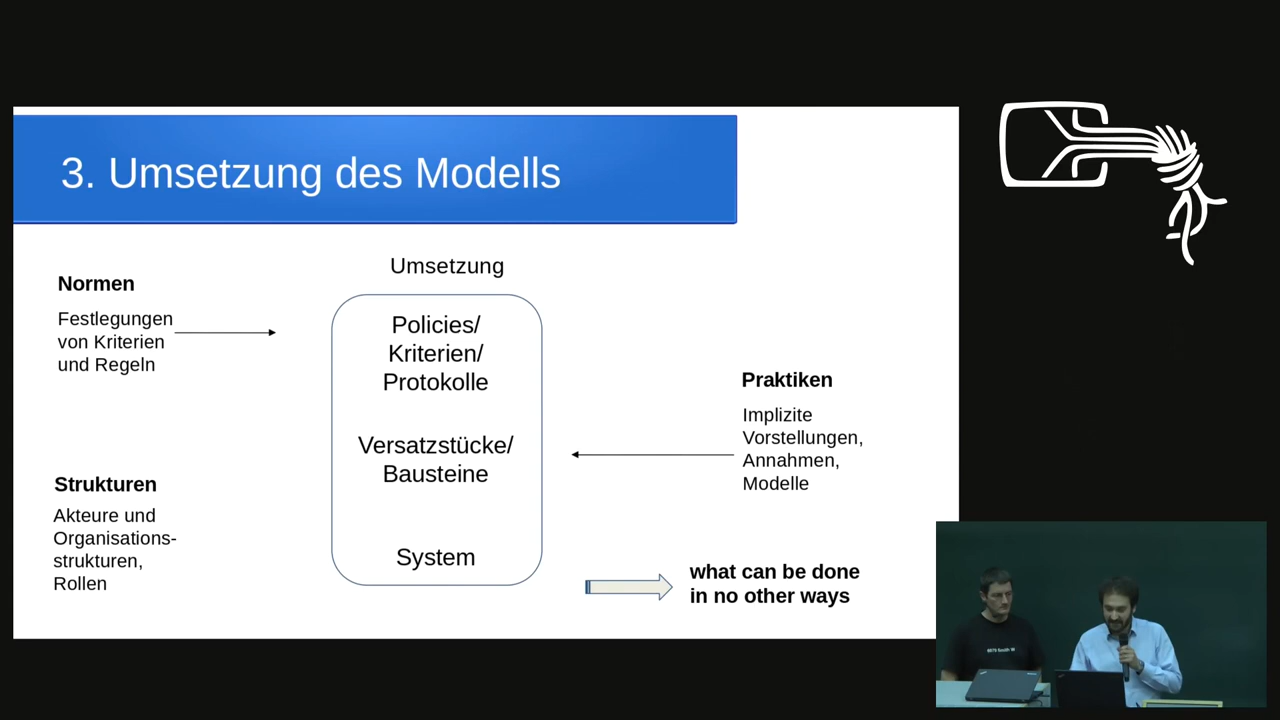 3. Umsetzung des Modells
Umsetzung
Normen
Festlegungen
von Kriterien
und Regeln
Policies/
Kriterien/
Protokolle
Versatzstücke/
Bausteine
System
Praktiken
Implizite
Vorstellungen,
Annahmen,
Modelle
Strukturen
Akteure und
Organisations-
strukturen,
Rollen
what can be done
in no other ways